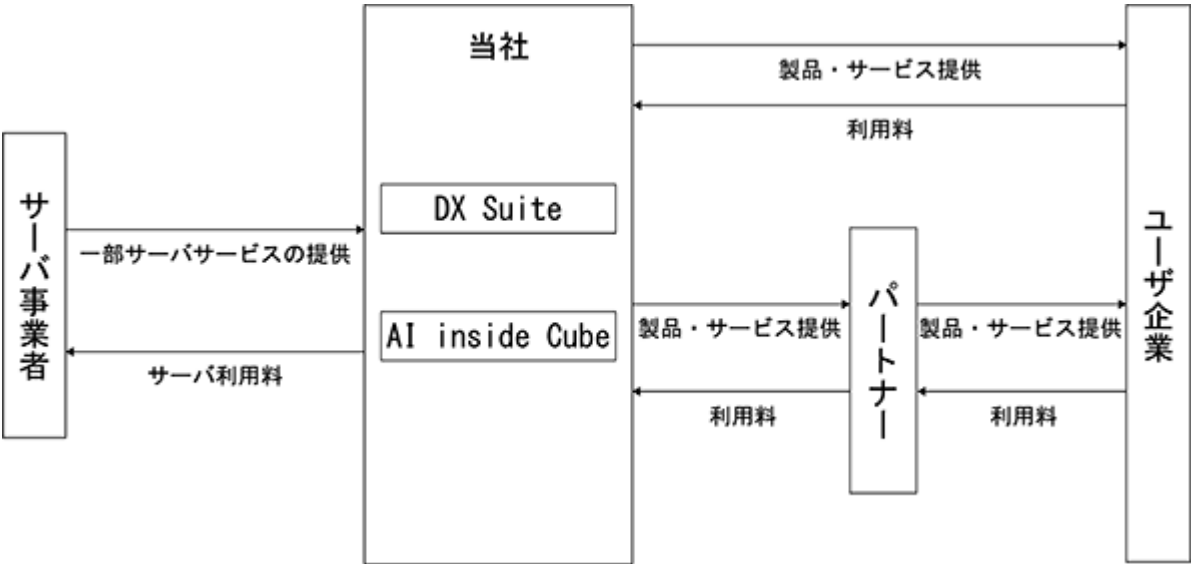 当社
製品・サービス提供
利用料
サーバ事業者
DX Suite
一部サーバサービスの提供
AI inside Cube
サーバ利用料
製品・サービス提供
利用料
パートナー
製品・サービス提供
利用料
ユーザ企業